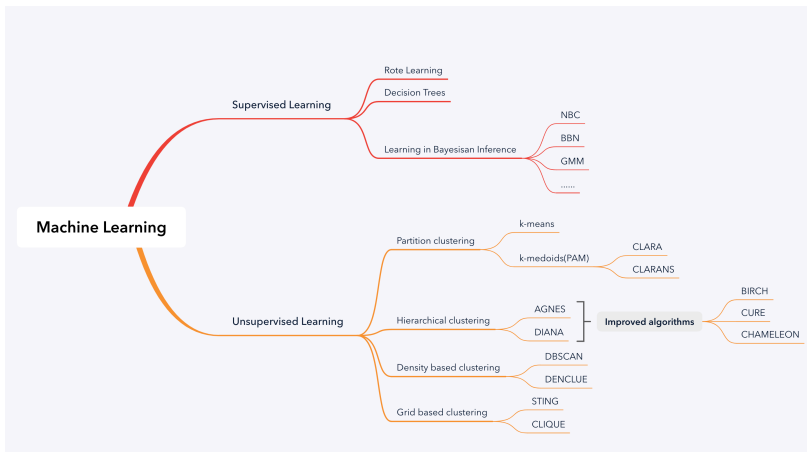 Machine Learning
Supervised Learning
Rote Learning
Decision Trees
Learning in Bayesisan Inference
NBC
BBN
GMM
......
Unsupervised Learning
Partition clustering
k-means
k-medoids(PAM)
CLARA
CLARANS
Hierarchical clustering
AGNES
DIANA
Improved algorithms
BIRCH
CURE
CHAMELEON
Density based clustering
DBSCAN
DENCLUE
Grid based clustering
STING
CLIQUE